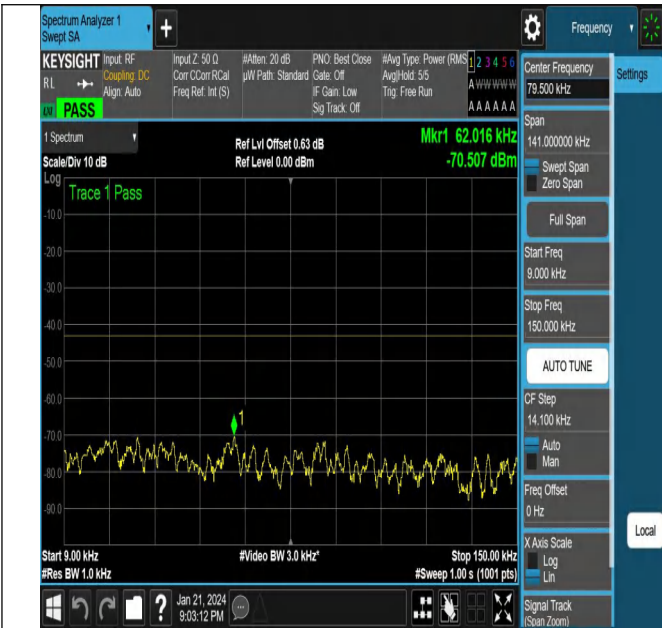 Spectrum Analyzer 1
Swept SA
Frequency
KEYSIGHT
RL
LXI
PASS
Input: RF
Coupling: DC
Align: Auto
Input Z: 50 Ω
Corr CCorr RCal
Freq Ref: Int (S)
#Atten: 20 dB
µW Path: Standard
PNO: Best Close
Gate: Off
IF Gain: Low
Sig Track: Off
#Avg Type: Power (RMS
Avg|Hold: 5/5
Trig: Free Run
1 2 3 4 5 6
A W W W W W
A A A A A A
1 Spectrum
Scale/Div 10 dB
Ref Lvl Offset 0.63 dB
Ref Level 0.00 dBm
Mkr1 62.016 kHz
-70.507 dBm
Log
Trace 1 Pass
-10.0
-20.0
-30.0
-40.0
-50.0
-60.0
-70.0
-80.0
-90.0
1
Start 9.00 kHz
#Res BW 1.0 kHz
#Video BW 3.0 kHz*
Stop 150.00 kHz
#Sweep 1.00 s (1001 pts)
?
Jan 21, 2024
9:03:12 PM
Center Frequency
79.500 kHz
Span
141.000000 kHz
Swept Span
Zero Span
Full Span
Start Freq
9.000 kHz
Stop Freq
150.000 kHz
AUTO TUNE
CF Step
14.100 kHz
Auto
Man
Freq Offset
0 Hz
X Axis Scale
Log
Lin
Signal Track
(Span Zoom)
Settings
Local